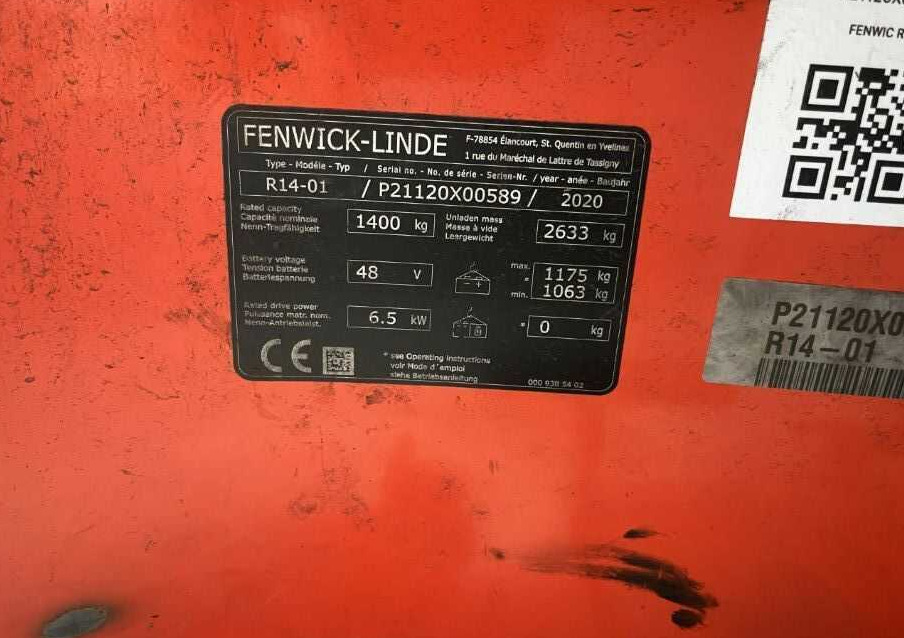 FENWICK-LINDE
F-78854 Élancourt, St. Quentin en Yvelines
1 rue du Maréchal de Lattre de Tassigny
Type - Modéle - Typ / Serial no. - No. de série - Serien-Nr. / year - anée - Baujahr
R14-01 / P21120X00589 / 2020
Rated capacity
Capacité nominale
Nenn-Tragfähigkeit
1400 kg
Unladen mass
Masse à vide
Leergewicht
2633 kg
Battery voltage
Tension batterie
Batteriespannung
48 V
- +
max. 1175 kg
*
min. 1063 kg
Rated drive power
Puissance matr. nom.
Nenn-Antriebsleist.
6.5 kW
* 0 kg
CE
* see Operating instructions
voir Mode d'emploi
siehe Betriebsanleitung
000 938 54 02
FENWIC R
P21120X0
R14-01